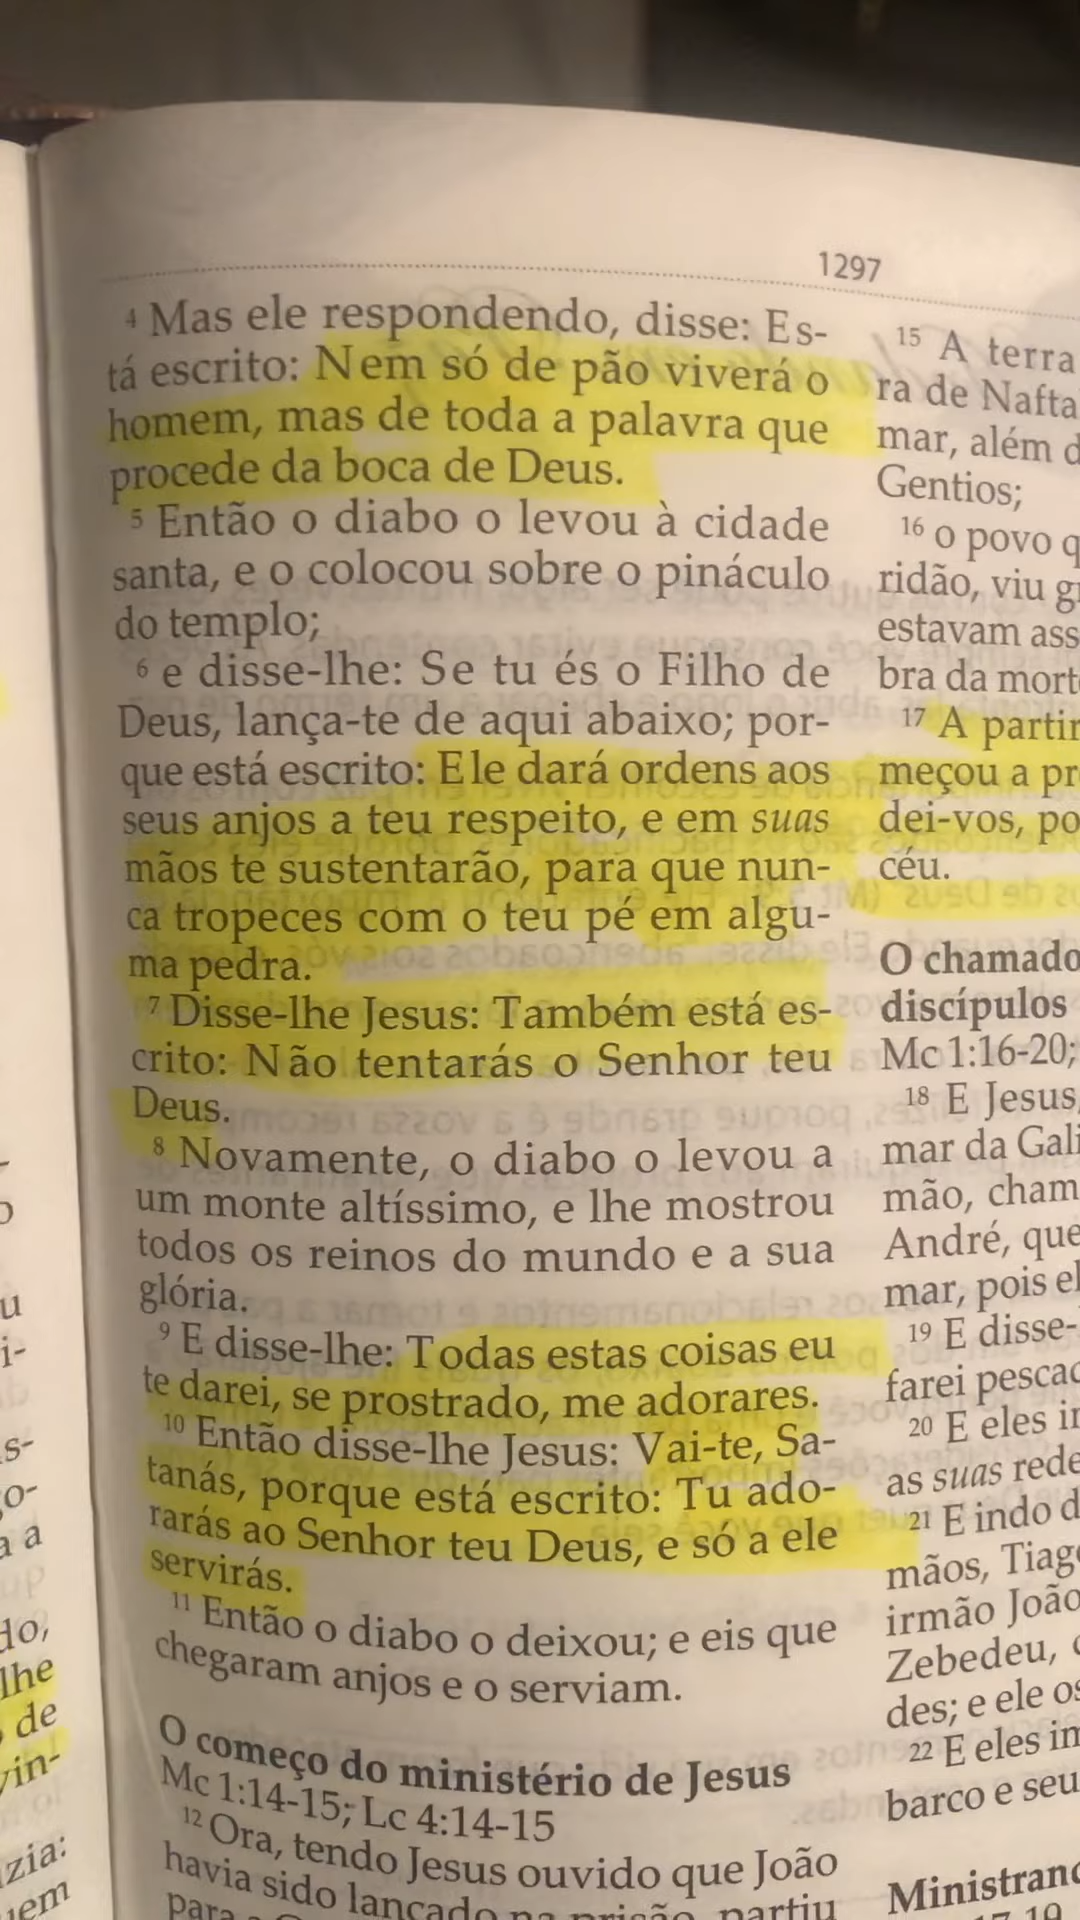 1297
4 Mas ele respondendo, disse: Es-
tá escrito: Nem só de pão viverá o
homem, mas de toda a palavra que
procede da boca de Deus.
5 Então o diabo o levou à cidade
santa, e o colocou sobre o pináculo
do templo;
6 e disse-lhe: Se tu és o Filho de
Deus, lança-te de aqui abaixo; por-
que está escrito: Ele dará ordens aos
seus anjos a teu respeito, e em suas
mãos te sustentarão, para que nun-
ca tropeces com o teu pé em algu-
ma pedra.
7 Disse-lhe Jesus: Também está es-
crito: Não tentarás o Senhor teu
Deus.
8 Novamente, o diabo o levou a
um monte altíssimo, e lhe mostrou
todos os reinos do mundo e a sua
glória.
9 E disse-lhe: Todas estas coisas eu
te darei, se prostrado, me adorares.
10 Então disse-lhe Jesus: Vai-te, Sa-
tanás, porque está escrito: Tu ado-
rarás ao Senhor teu Deus, e só a ele
servirás.
11 Então o diabo o deixou; e eis que
chegaram anjos e o serviam.
O começo do ministério de Jesus
Mc 1:14-15; Lc 4:14-15
12 Ora, tendo Jesus ouvido que João
havia sido lançado na prisão, partiu
para
15 A terra
ra de Nafta
mar, além d
Gentios;
16 o povo q
ridão, viu gr
estavam ass
bra da morte
17 A partir
meçou a pr
dei-vos, po
céu.
O chamado
discípulos
Mc 1:16-20;
18 E Jesus,
mar da Gali
mão, cham
André, que
mar, pois el
19 E disse-
farei pescad
20 E eles in
as suas rede
21 E indo d
mãos, Tiag
irmão João
Zebedeu,
des; e ele os
22 E eles im
barco e seu
Ministrand